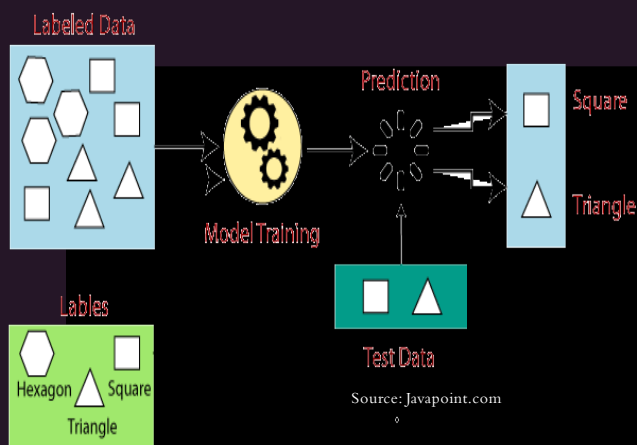 Labeled Data
Prediction
Square
Model Training
Triangle
Lables
Hexagon
Square
Triangle
Test Data
Source: Javapoint.com